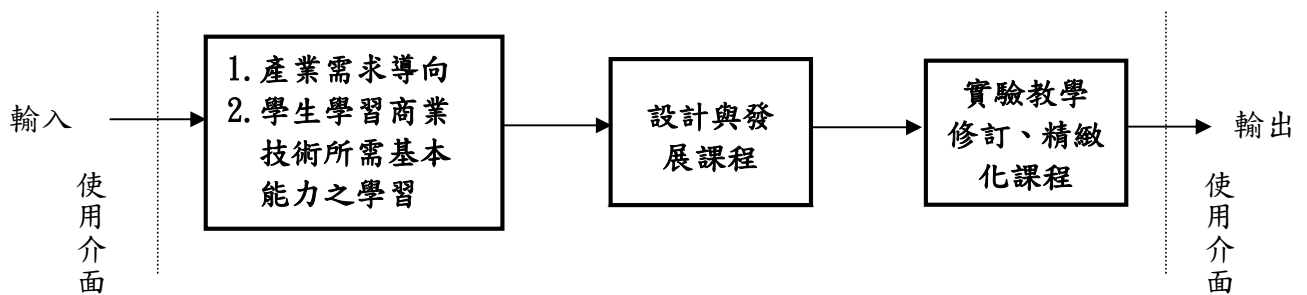 輸入
使用介面
1.產業需求導向
2.學生學習商業
技術所需基本
能力之學習
設計與發
展課程
實驗教學
修訂、精緻
化課程
輸出
使用介面